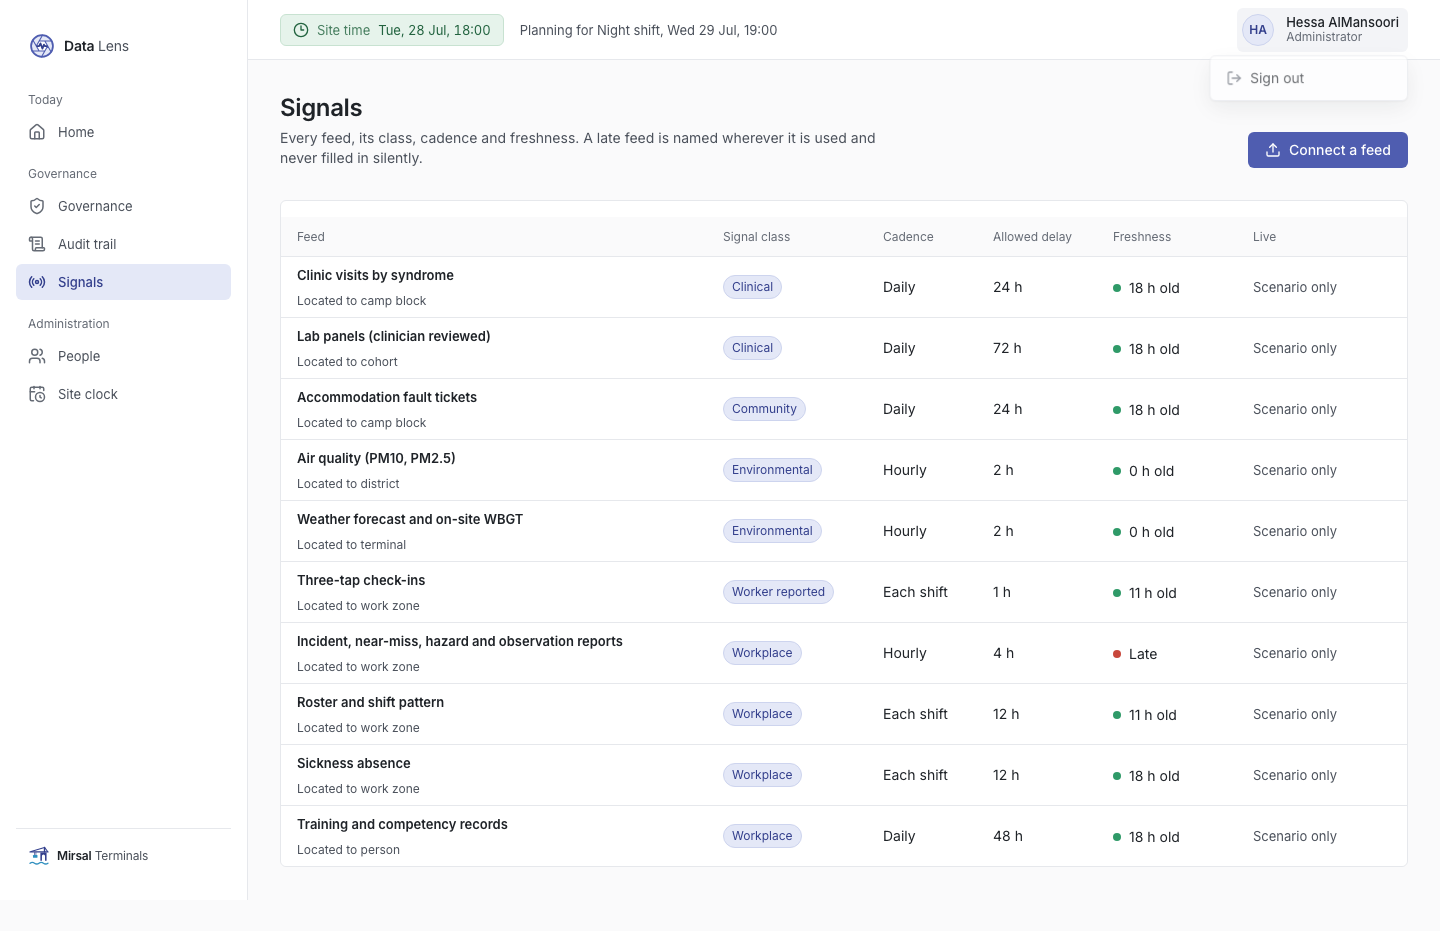 Data Lens
Today
Home
Governance
Governance
Audit trail
Signals
Administration
People
Site clock
Mirsal Terminals
Site time Tue, 28 Jul, 18:00
Planning for Night shift, Wed 29 Jul, 19:00
HA
Hessa AlMansoori
Administrator
Sign out
Signals
Every feed, its class, cadence and freshness. A late feed is named wherever it is used and
never filled in silently.
Connect a feed
Feed Signal class Cadence Allowed delay Freshness Live
Clinic visits by syndrome
Located to camp block
Clinical Daily 24 h 18 h old Scenario only
Lab panels (clinician reviewed)
Located to cohort
Clinical Daily 72 h 18 h old Scenario only
Accommodation fault tickets
Located to camp block
Community Daily 24 h 18 h old Scenario only
Air quality (PM10, PM2.5)
Located to district
Environmental Hourly 2 h 0 h old Scenario only
Weather forecast and on-site WBGT
Located to terminal
Environmental Hourly 2 h 0 h old Scenario only
Three-tap check-ins
Located to work zone
Worker reported Each shift 1 h 11 h old Scenario only
Incident, near-miss, hazard and observation reports
Located to work zone
Workplace Hourly 4 h Late Scenario only
Roster and shift pattern
Located to work zone
Workplace Each shift 12 h 11 h old Scenario only
Sickness absence
Located to work zone
Workplace Each shift 12 h 18 h old Scenario only
Training and competency records
Located to person
Workplace Daily 48 h 18 h old Scenario only